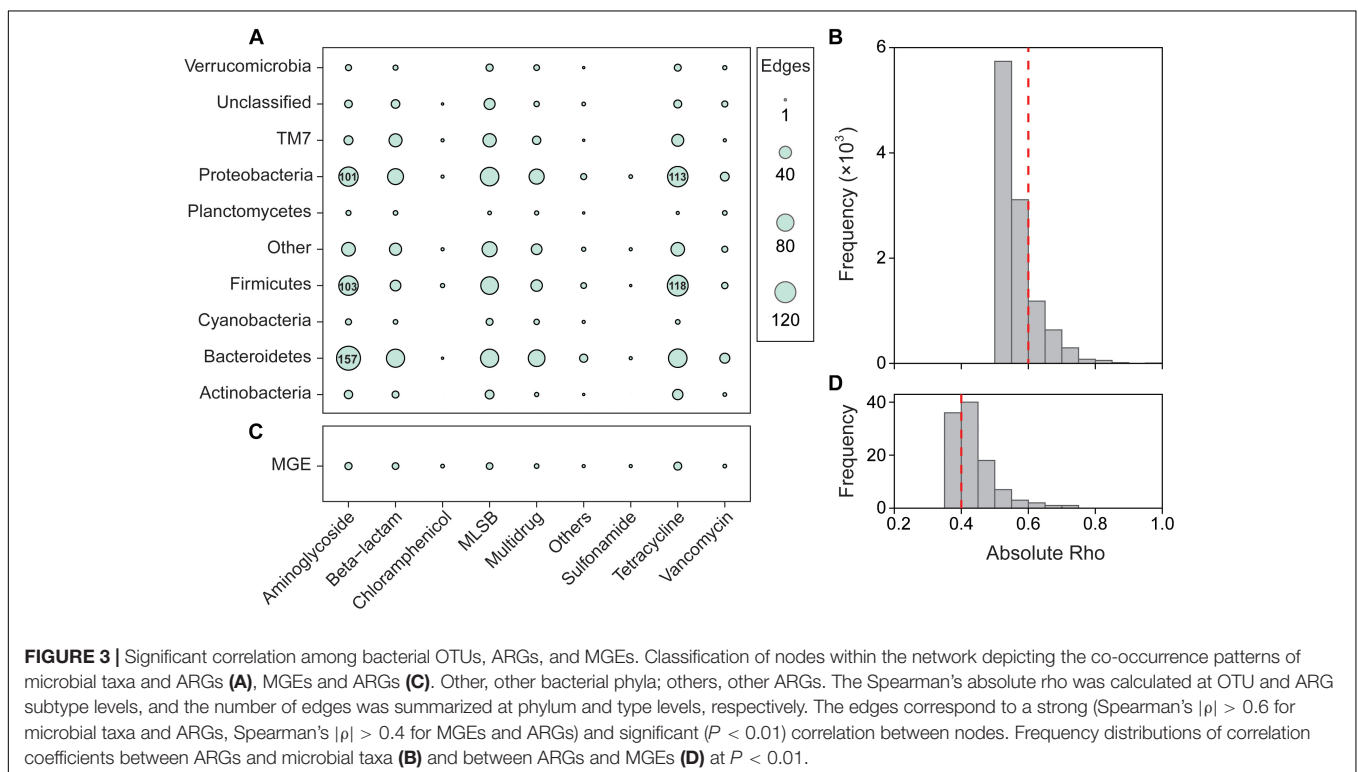 A
Verrucomicrobia
Unclassified
TM7
Proteobacteria
Planctomycetes
Other
Firmicutes
Cyanobacteria
Bacteroidetes
Actinobacteria
101
113
103
118
157
Edges
1
40
80
120
B
Frequency (×10³)
6
4
2
0
C
MGE
Aminoglycoside
Beta−lactam
Chloramphenicol
MLSB
Multidrug
Others
Sulfonamide
Tetracycline
Vancomycin
D
Frequency
40
20
0
0.2 0.4 0.6 0.8 1.0
Absolute Rho
FIGURE 3 | Significant correlation among bacterial OTUs, ARGs, and MGEs. Classification of nodes within the network depicting the co-occurrence patterns of
microbial taxa and ARGs (A), MGEs and ARGs (C). Other, other bacterial phyla; others, other ARGs. The Spearman's absolute rho was calculated at OTU and ARG
subtype levels, and the number of edges was summarized at phylum and type levels, respectively. The edges correspond to a strong (Spearman's |ρ| > 0.6 for
microbial taxa and ARGs, Spearman's |ρ| > 0.4 for MGEs and ARGs) and significant (P < 0.01) correlation between nodes. Frequency distributions of correlation
coefficients between ARGs and microbial taxa (B) and between ARGs and MGEs (D) at P < 0.01.